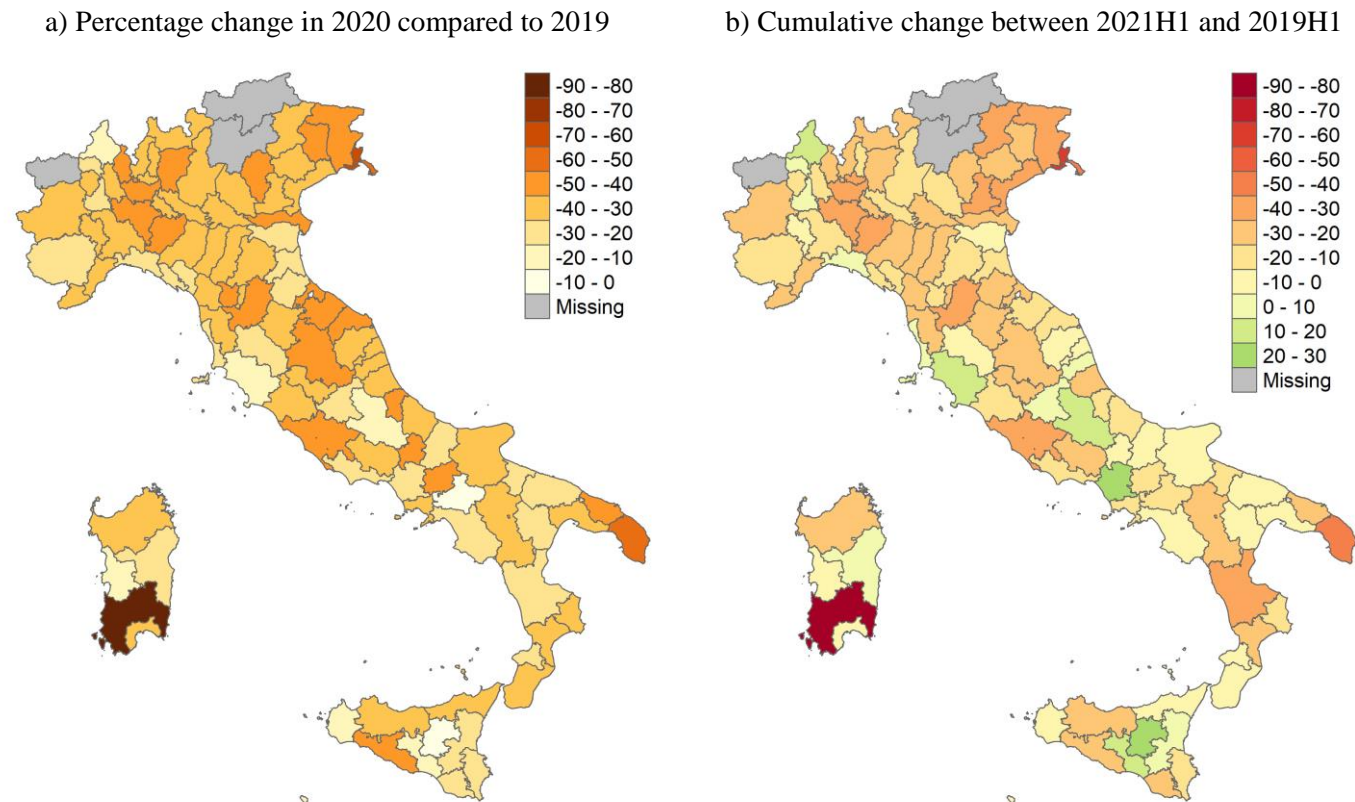 a) Percentage change in 2020 compared to 2019
b) Cumulative change between 2021H1 and 2019H1
-90 - -80
-80 - -70
-70 - -60
-60 - -50
-50 - -40
-40 - -30
-30 - -20
-20 - -10
-10 - 0
Missing
-90 - -80
-80 - -70
-70 - -60
-60 - -50
-50 - -40
-40 - -30
-30 - -20
-20 - -10
-10 - 0
0 - 10
10 - 20
20 - 30
Missing